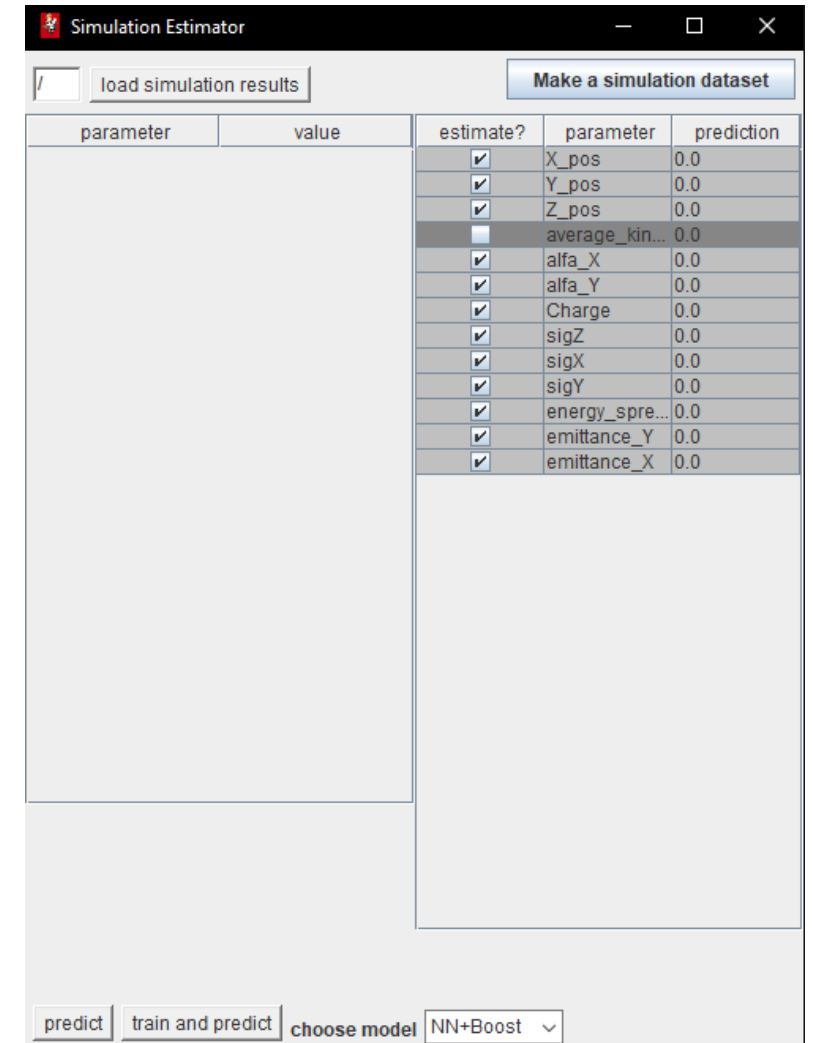 Simulation Estimator
/ load simulation results Make a simulation dataset
parameter value estimate? parameter prediction
X_pos 0.0
Y_pos 0.0
Z_pos 0.0
average_kin... 0.0
alfa_X 0.0
alfa_Y 0.0
Charge 0.0
sigZ 0.0
sigX 0.0
sigY 0.0
energy_spre... 0.0
emittance_Y 0.0
emittance_X 0.0
predict train and predict choose model NN+Boost